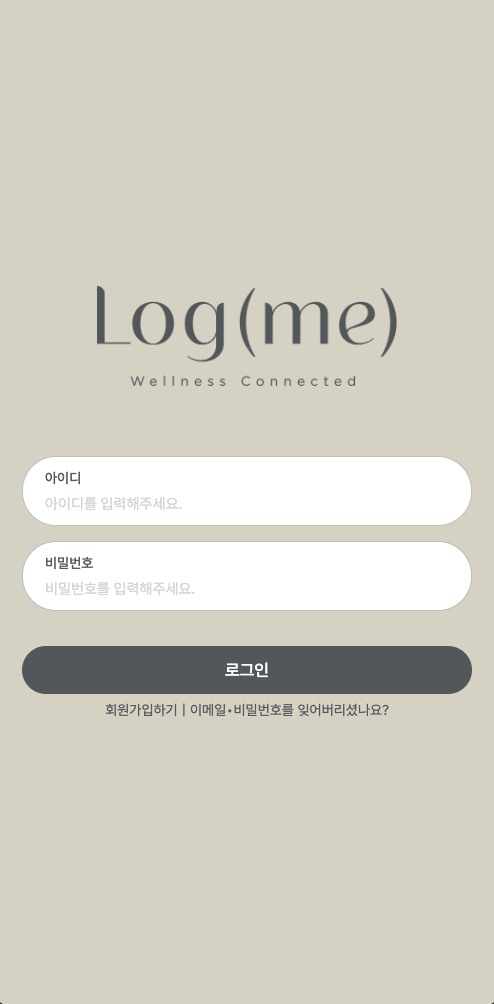 Log(me)
Wellness Connected
아이디
아이디를 입력해주세요.
비밀번호
비밀번호를 입력해주세요.
로그인
회원가입하기 | 이메일•비밀번호를 잊어버리셨나요?